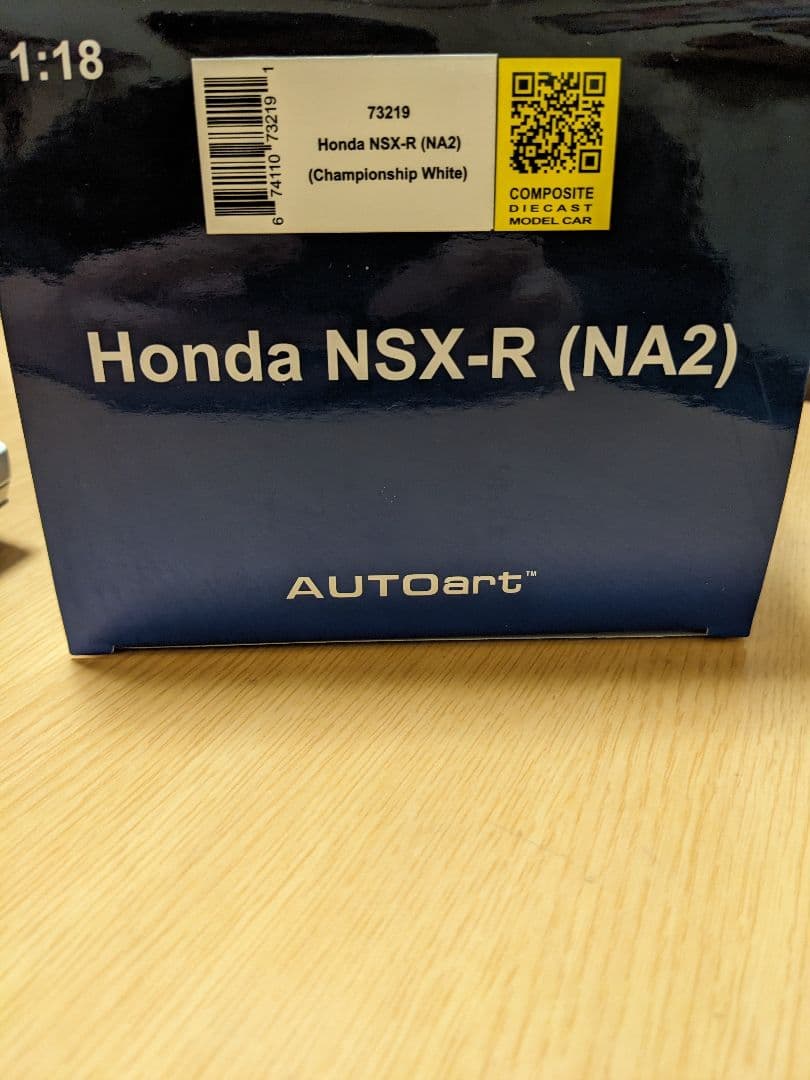 1:18
6 74110 73219 1
73219
Honda NSX-R (NA2)
(Championship White)
COMPOSITE
DIECAST
MODEL CAR
Honda NSX-R (NA2)
AUTOart™